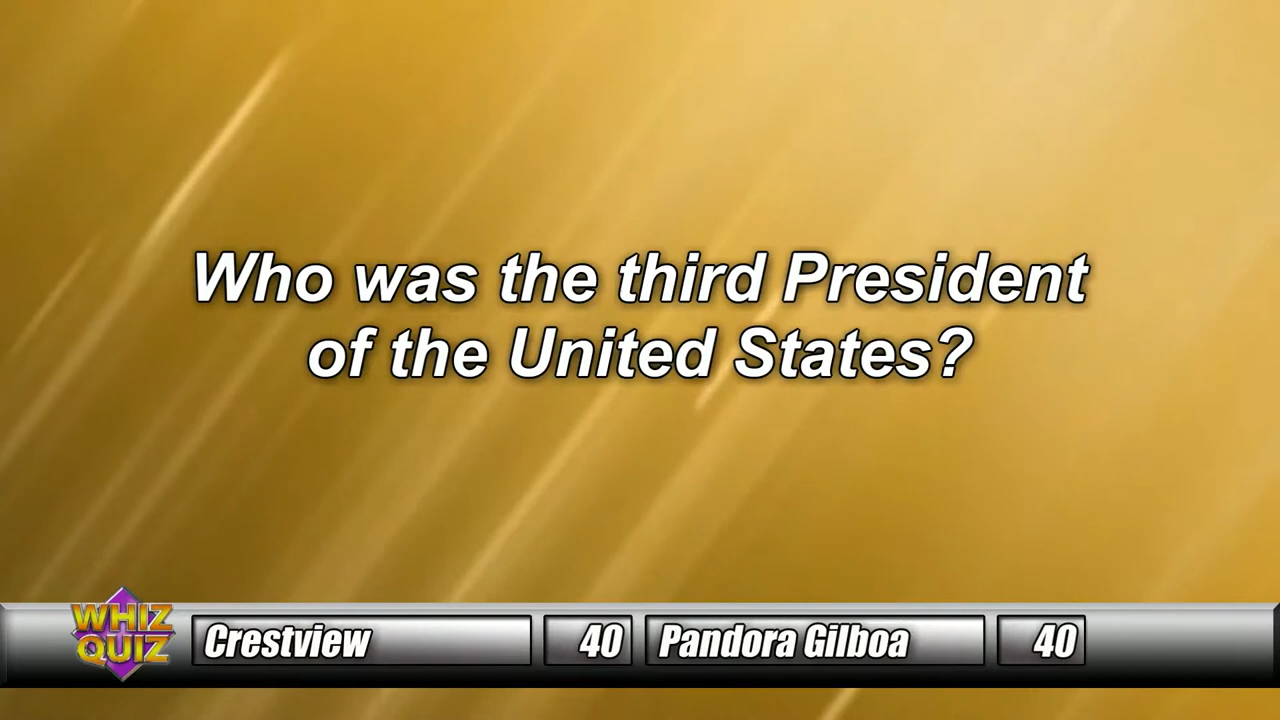 Who was the third President
of the United States?
WHIZ
QUIZ
Crestview 40 Pandora Gilboa 40